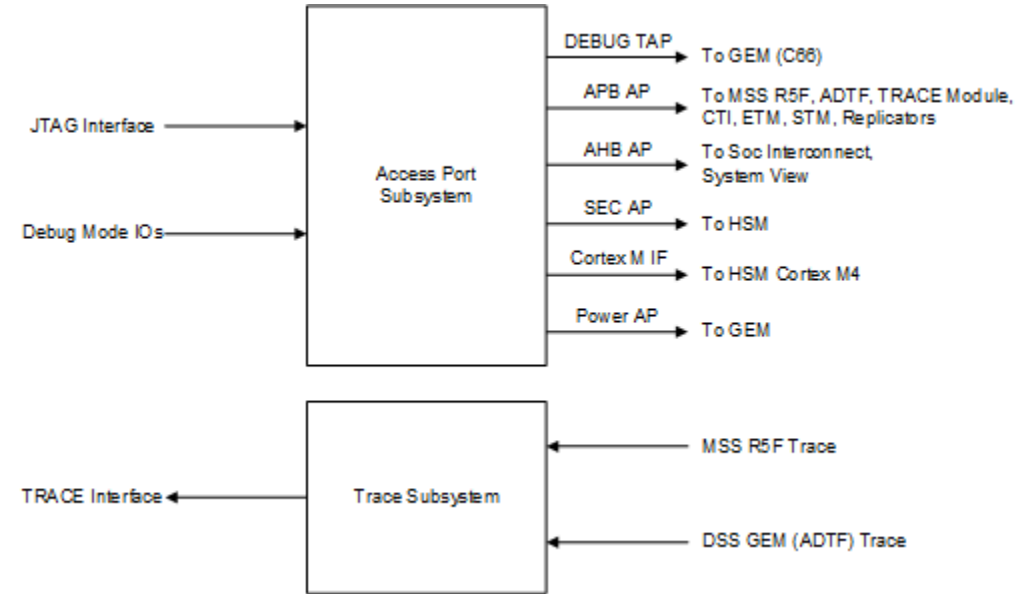 DEBUG TAP
To GEM (C66)
APB AP
To MSS R5F, ADTF, TRACE Module,
CTI, ETM, STM, Replicators
JTAG Interface
AHB AP
To Soc Interconnect,
System View
Access Port
Subsystem
SEC AP
To HSM
Debug Mode IOs
Cortex M IF
To HSM Cortex M4
Power AP
To GEM
MSS R5F Trace
TRACE Interface
Trace Subsystem
DSS GEM (ADTF) Trace